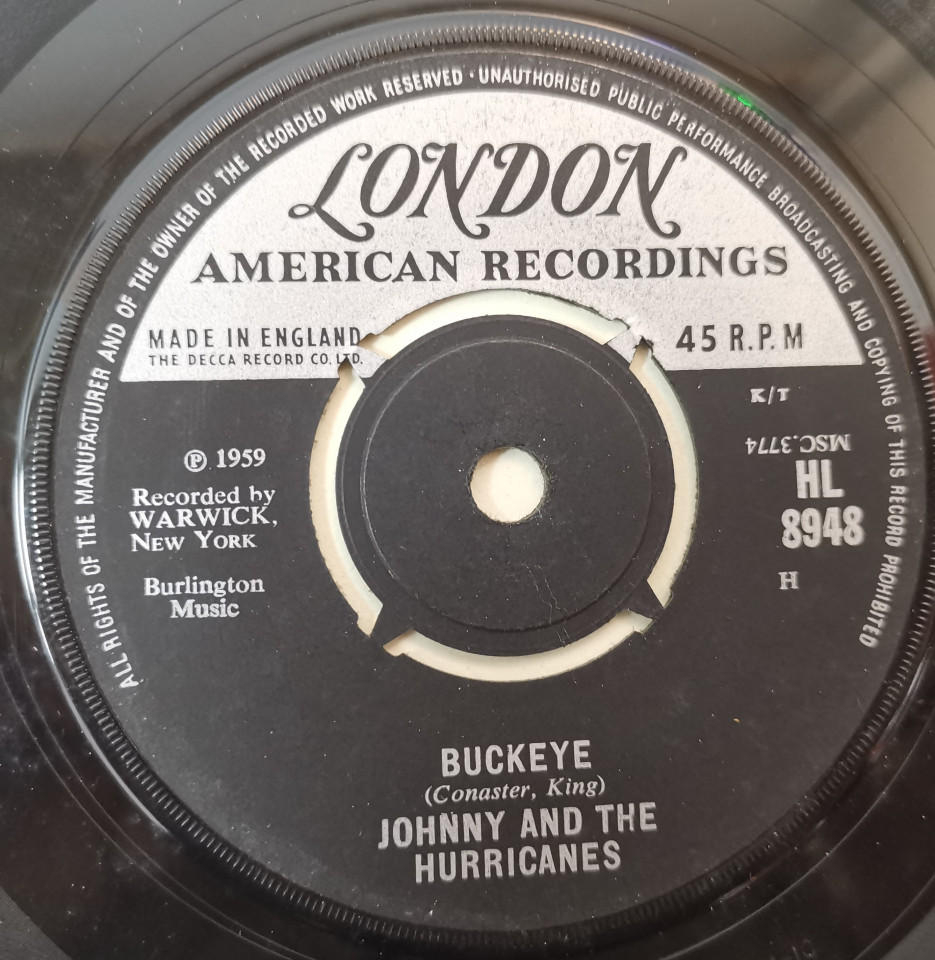 ALL RIGHTS OF THE MANUFACTURER AND OF THE OWNER OF THE RECORDED WORK RESERVED · UNAUTHORISED PUBLIC PERFORMANCE BROADCASTING AND COPYING OF THIS RECORD PROHIBITED
LONDON
AMERICAN RECORDINGS
MADE IN ENGLAND
THE DECCA RECORD CO. LTD.
45 R.P.M
K/T
MSC.3774
HL
8948
H
Ⓟ 1959
Recorded by
WARWICK,
NEW YORK
Burlington
Music
BUCKEYE
(Conaster, King)
JOHNNY AND THE
HURRICANES